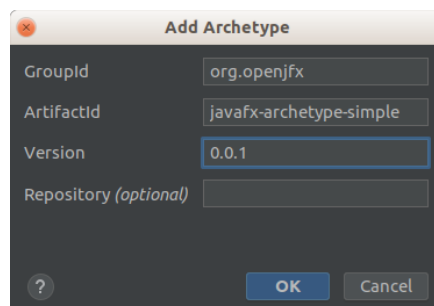 Add Archetype
GroupId org.openjfx
ArtifactId javafx-archetype-simple
Version 0.0.1
Repository (optional)
? OK Cancel